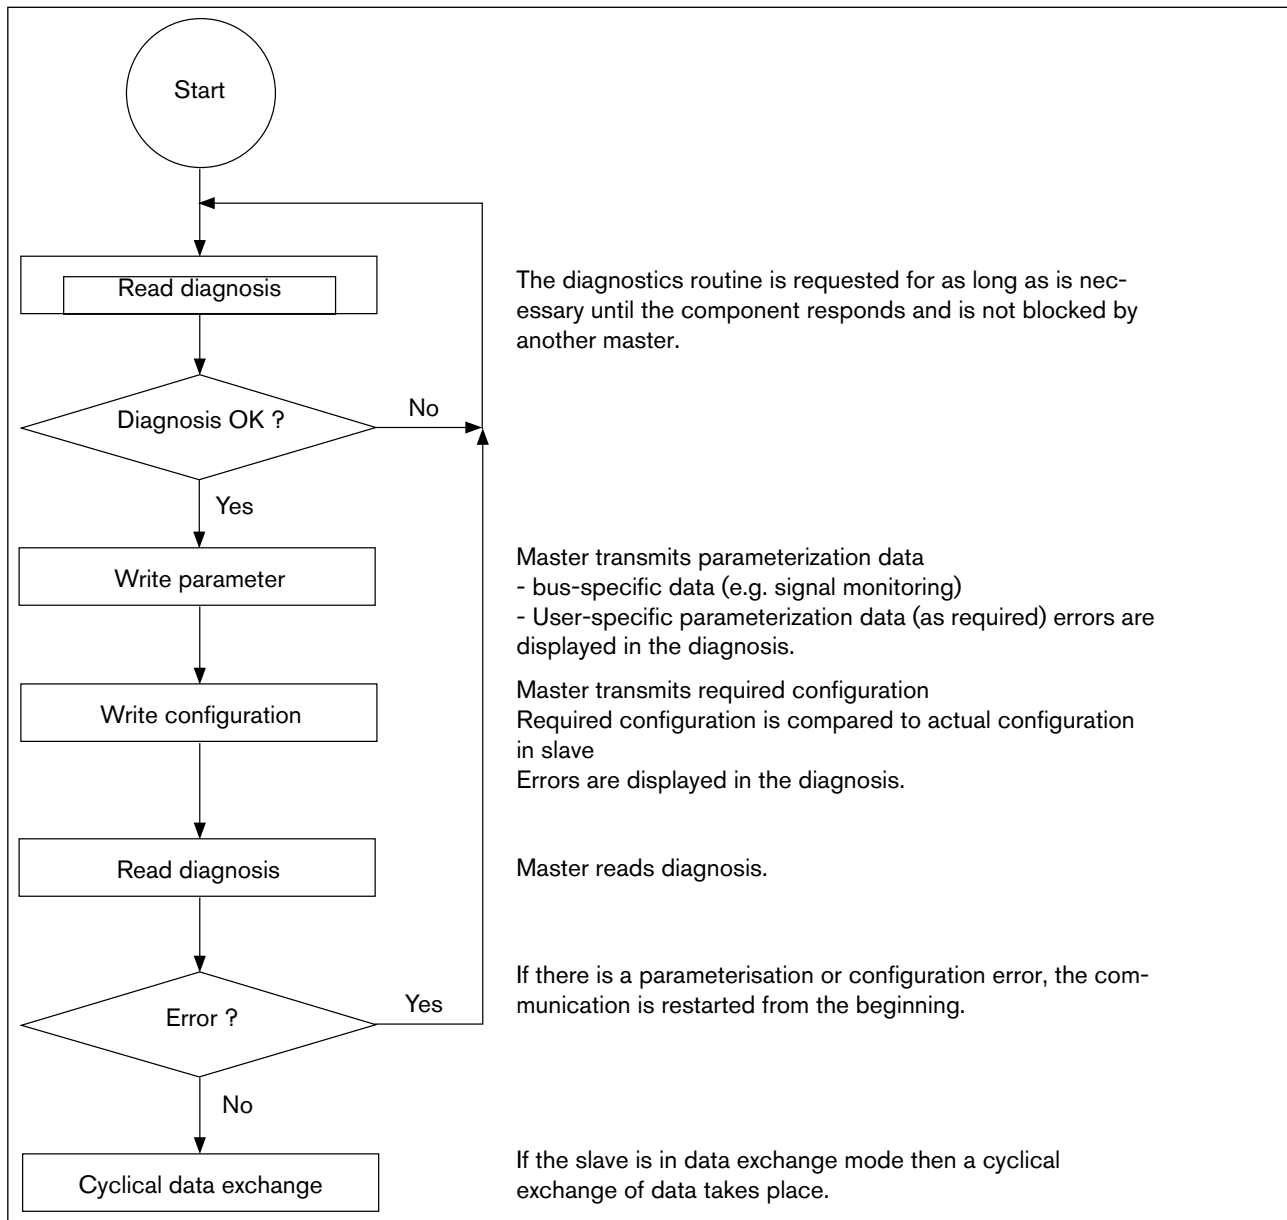 Start
Read diagnosis
The diagnostics routine is requested for as long as is nec-
essary until the component responds and is not blocked by
another master.
Diagnosis OK ?
No
Yes
Write parameter
Master transmits parameterization data
- bus-specific data (e.g. signal monitoring)
- User-specific parameterization data (as required) errors are
displayed in the diagnosis.
Write configuration
Master transmits required configuration
Required configuration is compared to actual configuration
in slave
Errors are displayed in the diagnosis.
Read diagnosis
Master reads diagnosis.
Error ?
Yes
If there is a parameterisation or configuration error, the com-
munication is restarted from the beginning.
No
Cyclical data exchange
If the slave is in data exchange mode then a cyclical
exchange of data takes place.